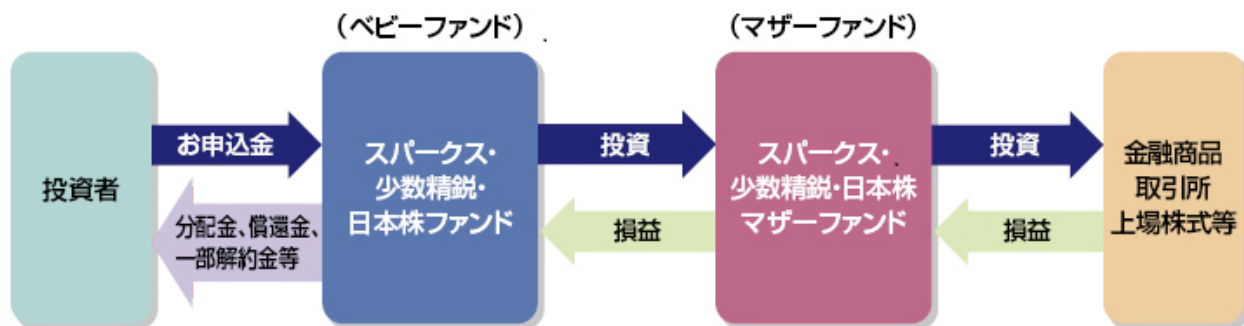 (ベビーファンド)
(マザーファンド)
投資者
お申込金
分配金、償還金、
一部解約金等
スパークス・
少数精鋭・
日本株ファンド
投資
損益
スパークス・
少数精鋭・日本株
マザーファンド
投資
損益
金融商品
取引所
上場株式等